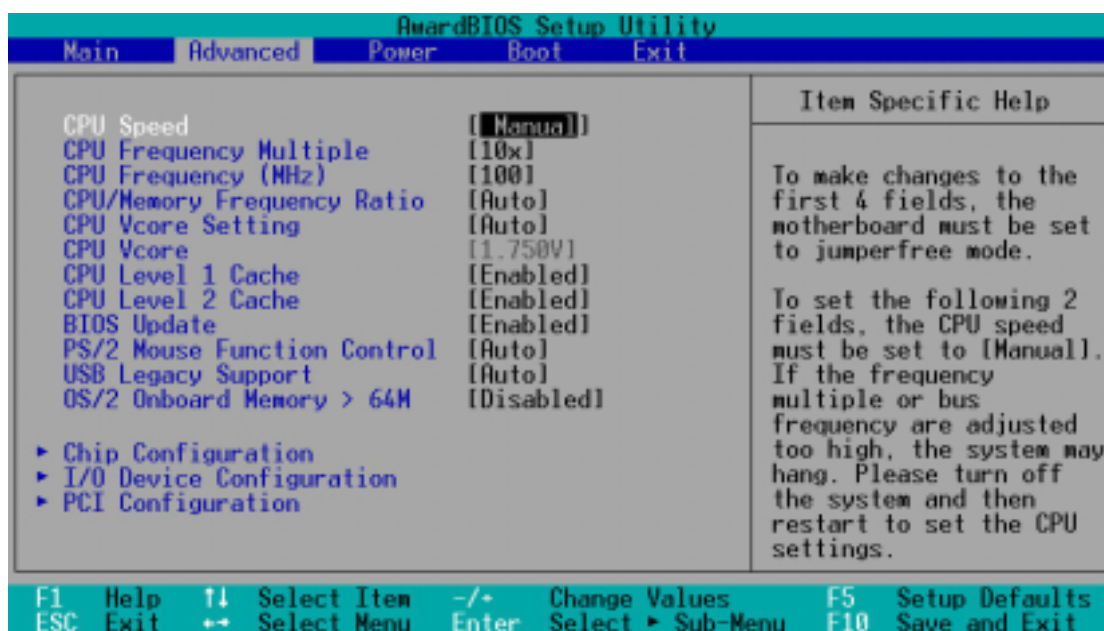 AwardBIOS Setup Utility
Main Advanced Power Boot Exit
Item Specific Help
CPU Speed [ Manual]
CPU Frequency Multiple [10x]
CPU Frequency (MHz) [100]
CPU/Memory Frequency Ratio [Auto]
CPU Vcore Setting [Auto]
CPU Vcore [1.750V]
CPU Level 1 Cache [Enabled]
CPU Level 2 Cache [Enabled]
BIOS Update [Enabled]
PS/2 Mouse Function Control [Auto]
USB Legacy Support [Auto]
OS/2 Onboard Memory > 64M [Disabled]
► Chip Configuration
► I/O Device Configuration
► PCI Configuration
To make changes to the
first 4 fields, the
motherboard must be set
to jumperfree mode.
To set the following 2
fields, the CPU speed
must be set to [Manual].
If the frequency
multiple or bus
frequency are adjusted
too high, the system may
hang. Please turn off
the system and then
restart to set the CPU
settings.
F1 Help ↑↓ Select Item -/+ Change Values F5 Setup Defaults
ESC Exit ←→ Select Menu Enter Select ► Sub-Menu F10 Save and Exit